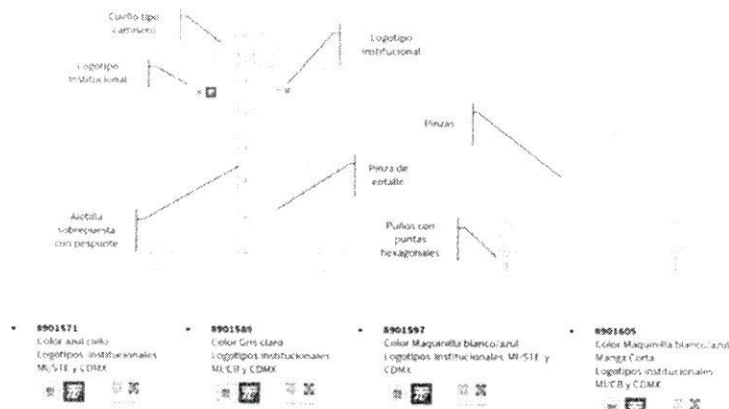 Cuello tipo
camisero
Logotipo
institucional
Logotipo
institucional
Pinzas
Pinza de
entalle
Aletilla
sobrepuesta
con pespunte
Puños con
puntas
hexagonales
• 8901571
Color azul cielo
Logotipos institucionales
MI/STE y CDMX
• 8901589
Color Gris claro
Logotipos institucionales
MI/CB y CDMX
• 8901597
Color Maquinilla blanco/azul
Logotipos Institucionales MI-STE y
CDMX
• 8901605
Color Maquinilla blanco/azul
Manga Corta
Logotipos institucionales
MI/CB y CDMX